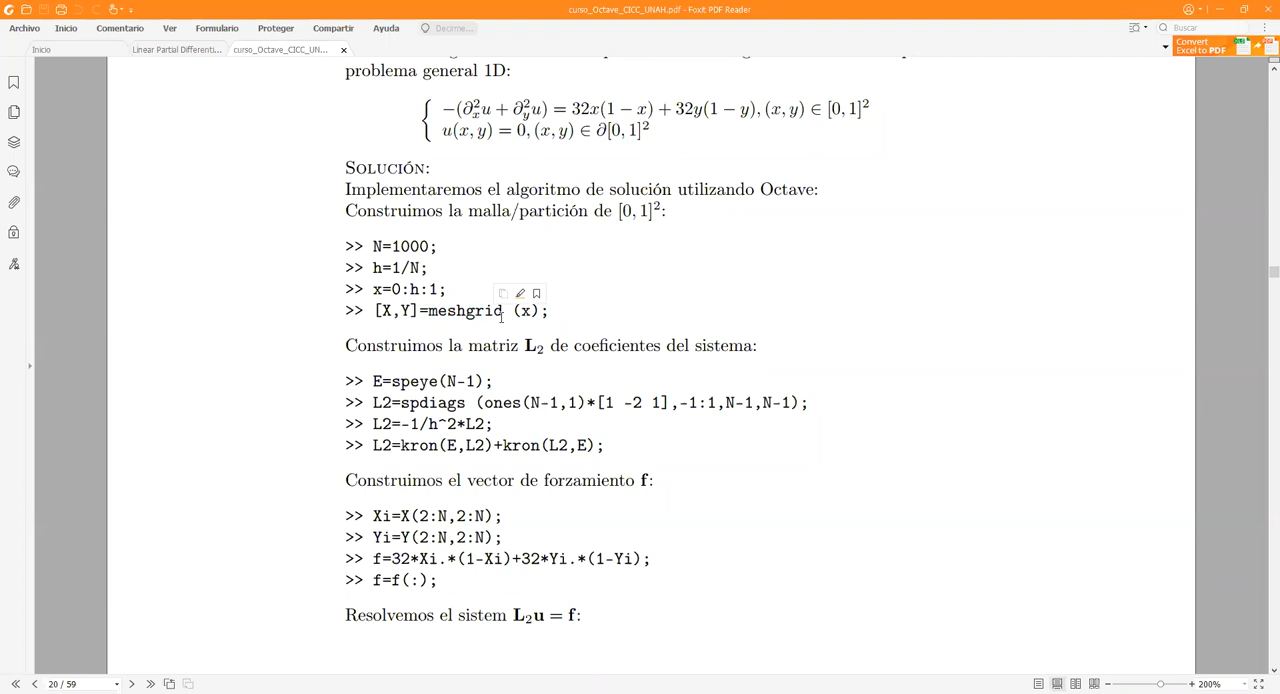 curso_Octave_CICC_UNAH.pdf - Foxit PDF Reader
Archivo Inicio Comentario Ver Formulario Proteger Compartir Ayuda Decirme... Buscar
Convert Excel to PDF
Inicio Linear Partial Differenti... curso_Octave_CICC_UN...
problema general 1D:
−(∂²ₓu + ∂²ᵧu) = 32x(1 − x) + 32y(1 − y), (x, y) ∈ [0, 1]²
u(x, y) = 0, (x, y) ∈ ∂[0, 1]²
SOLUCIÓN:
Implementaremos el algoritmo de solución utilizando Octave:
Construimos la malla/partición de [0, 1]²:
>> N=1000;
>> h=1/N;
>> x=0:h:1;
>> [X,Y]=meshgrid (x);
Construimos la matriz L₂ de coeficientes del sistema:
>> E=speye(N-1);
>> L2=spdiags (ones(N-1,1)*[1 -2 1],-1:1,N-1,N-1);
>> L2=-1/h^2*L2;
>> L2=kron(E,L2)+kron(L2,E);
Construimos el vector de forzamiento f:
>> Xi=X(2:N,2:N);
>> Yi=Y(2:N,2:N);
>> f=32*Xi.*(1-Xi)+32*Yi.*(1-Yi);
>> f=f(:);
Resolvemos el sistem L₂u = f:
20 / 59
200%